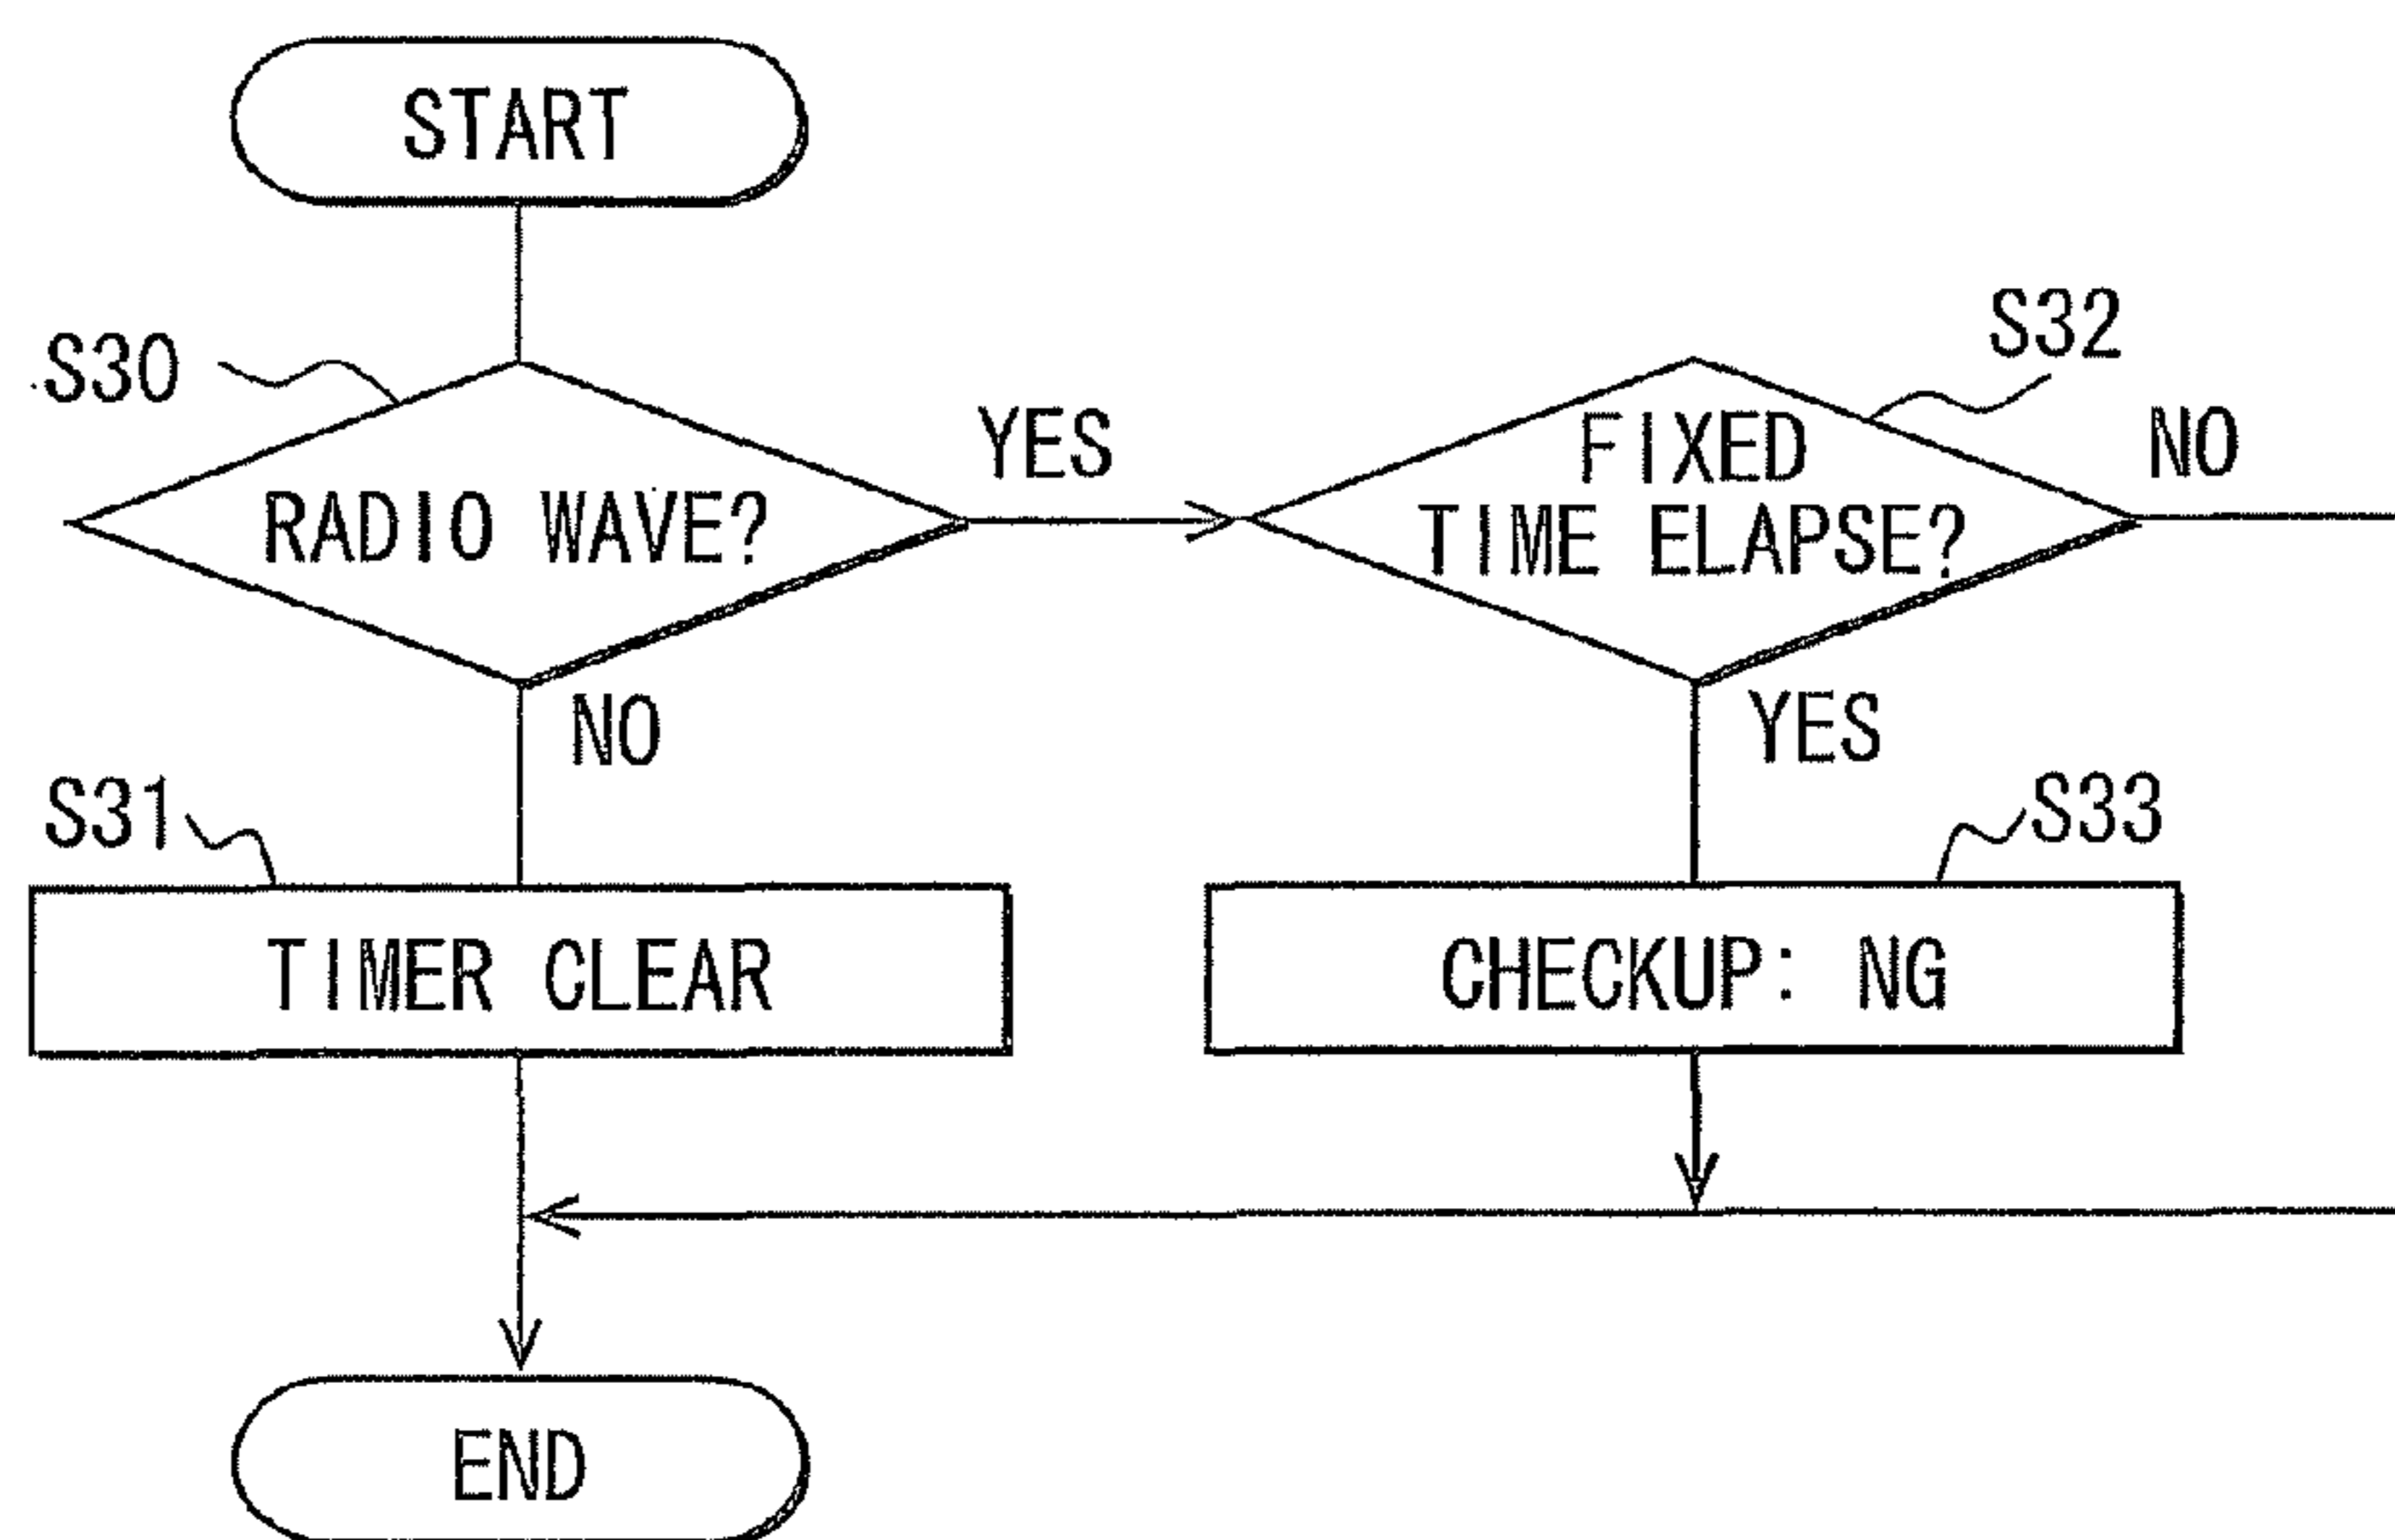 START
S30
RADIO WAVE?
YES
S32
FIXED
TIME ELAPSE?
NO
NO
YES
S31
TIMER CLEAR
S33
CHECKUP: NG
END